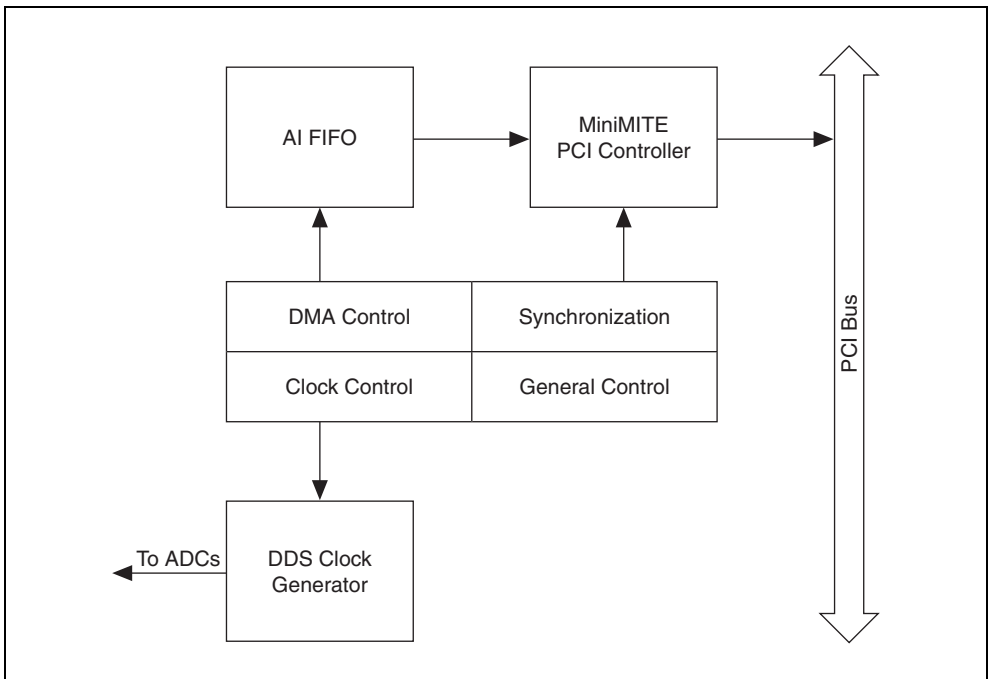 AI FIFO
MiniMITE
PCI Controller
DMA Control
Synchronization
Clock Control
General Control
PCI Bus
To ADCs
DDS Clock
Generator